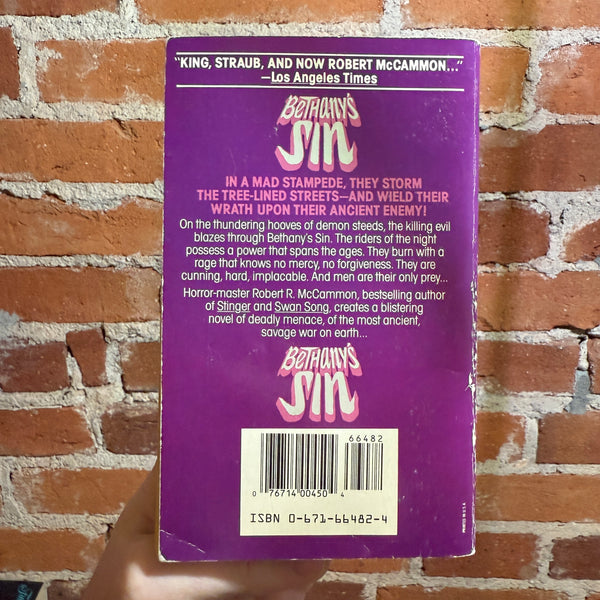 "KING, STRAUB, AND NOW ROBERT McCAMMON..."
—Los Angeles Times
BeTHAny's
SIN
IN A MAD STAMPEDE, THEY STORM
THE TREE-LINED STREETS—AND WIELD THEIR
WRATH UPON THEIR ANCIENT ENEMY!
On the thundering hooves of demon steeds, the killing evil
blazes through Bethany's Sin. The riders of the night
possess a power that spans the ages. They burn with a
rage that knows no mercy, no forgiveness. They are
cunning, hard, implacable. And men are their only prey...
Horror-master Robert R. McCammon, bestselling author
of Stinger and Swan Song, creates a blistering
novel of deadly menace, of the most ancient,
savage war on earth...
BeTHAny's
SIN
66482
0 76714 00450 4
ISBN 0-671-66482-4
PRINTED IN U.S.A.